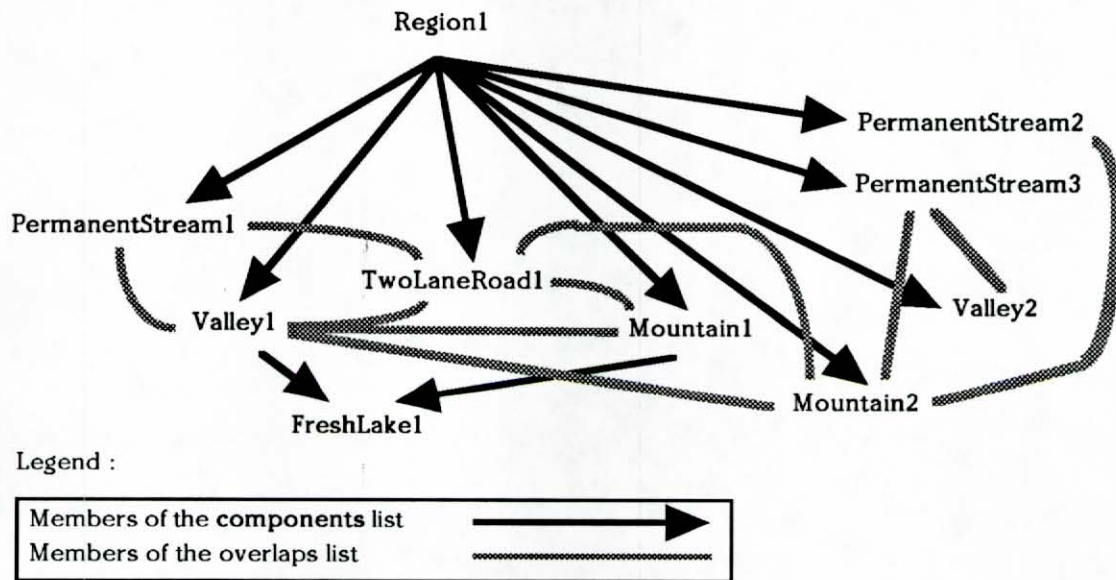 Region1
PermanentStream2
PermanentStream3
PermanentStream1
TwoLaneRoad1
Valley2
Valley1
Mountain1
Mountain2
FreshLake1
Legend :
Members of the components list
Members of the overlaps list